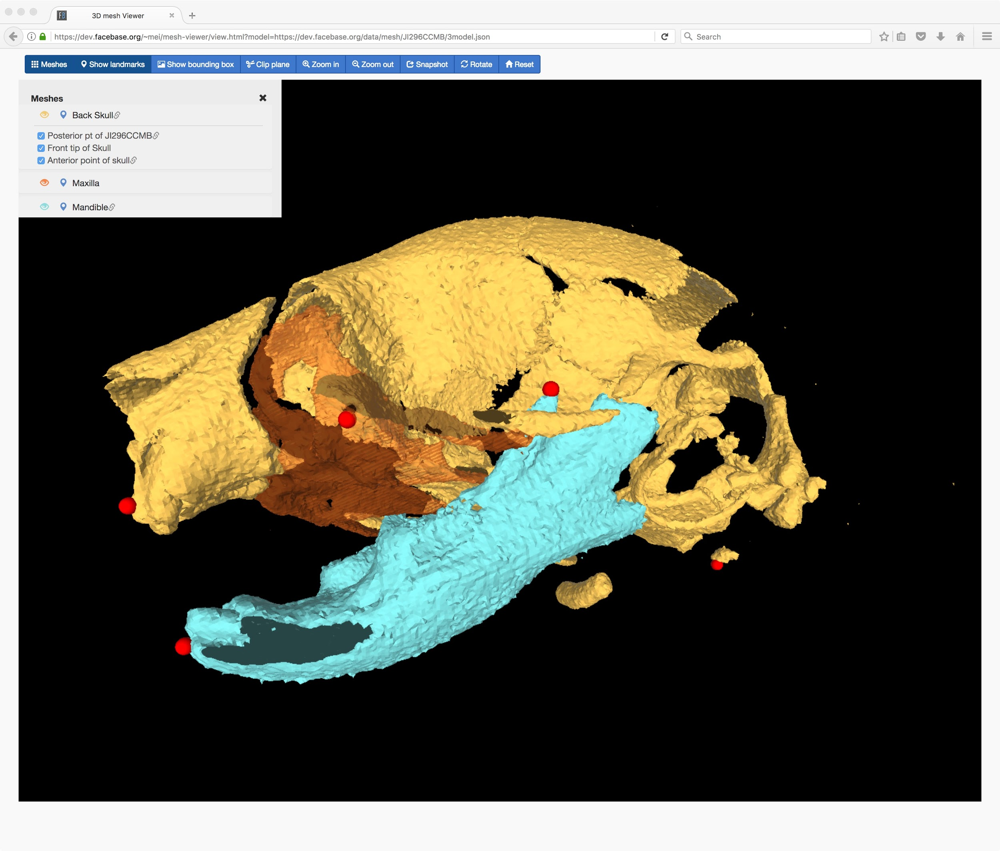 FB 3D mesh Viewer
https://dev.facebase.org/~mei/mesh-viewer/view.html?model=https://dev.facebase.org/data/mesh/JI296CCMB/3model.json Search
Meshes Show landmarks Show bounding box Clip plane Zoom in Zoom out Snapshot Rotate Reset
Meshes
Back Skull
Posterior pt of JI296CCMB
Front tip of Skull
Anterior point of skull
Maxilla
Mandible